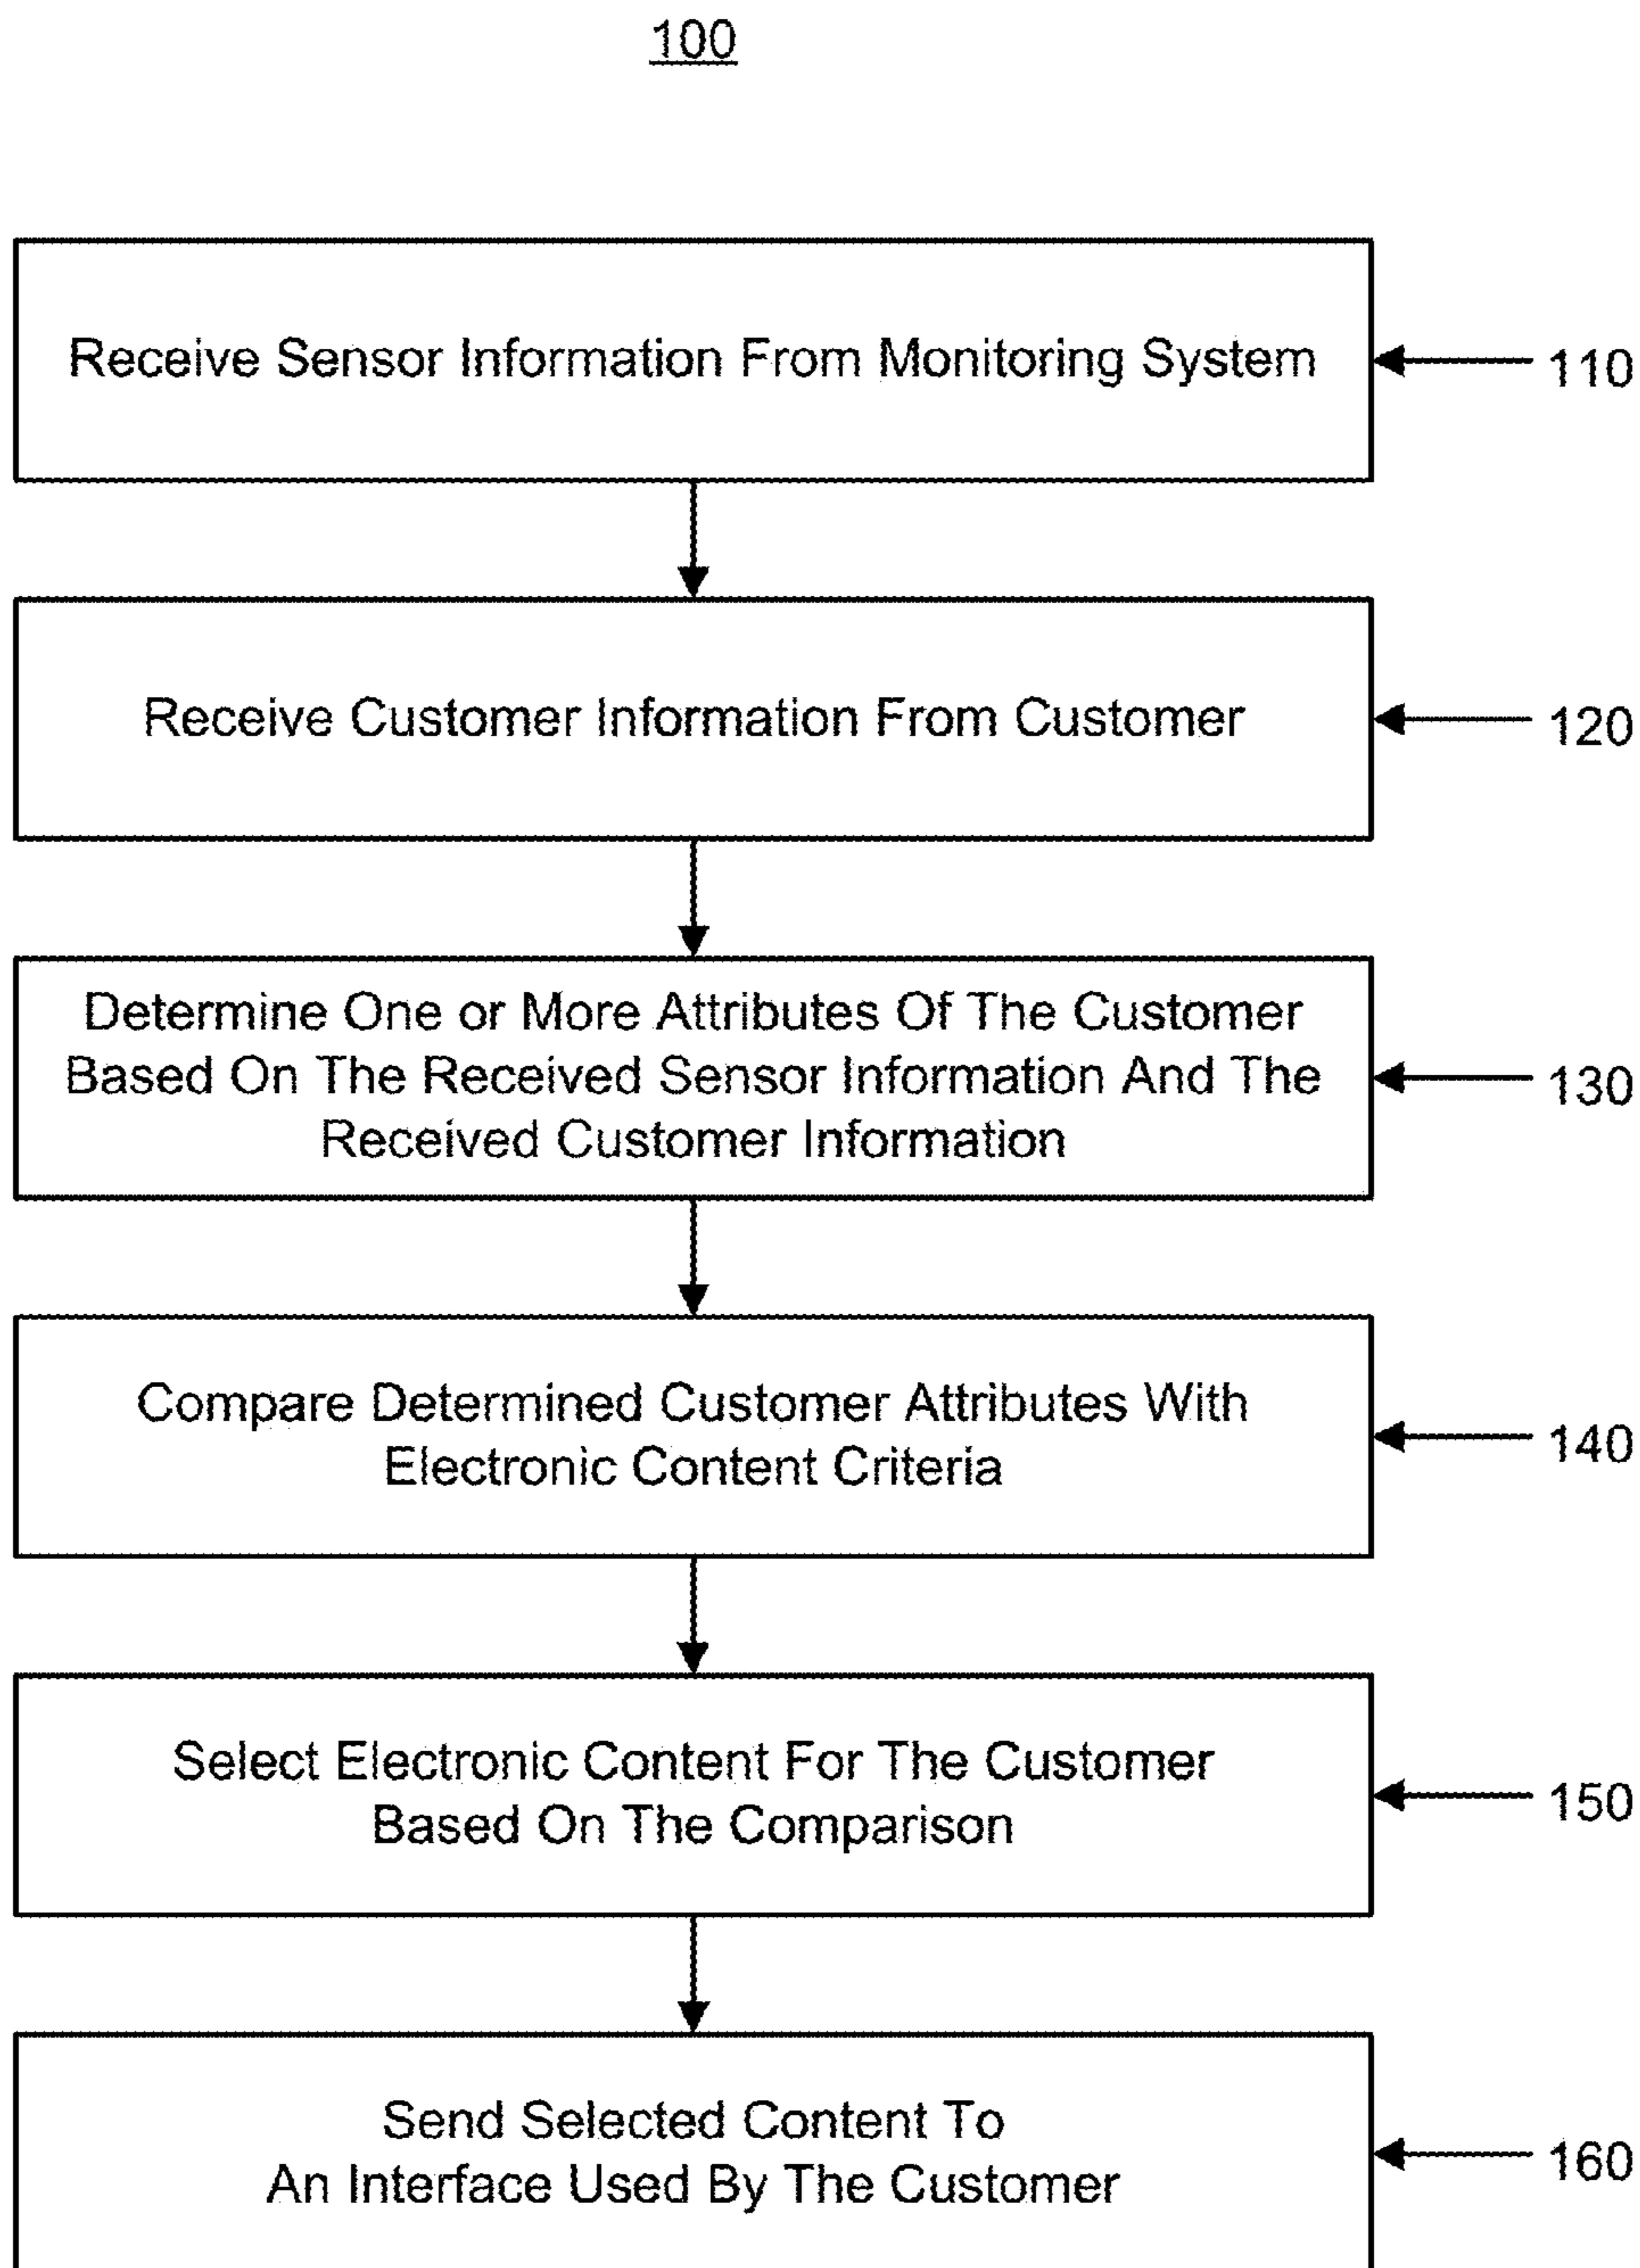 100
Receive Sensor Information From Monitoring System
110
Receive Customer Information From Customer
120
Determine One or More Attributes Of The Customer
Based On The Received Sensor Information And The
Received Customer Information
130
Compare Determined Customer Attributes With
Electronic Content Criteria
140
Select Electronic Content For The Customer
Based On The Comparison
150
Send Selected Content To
An Interface Used By The Customer
160